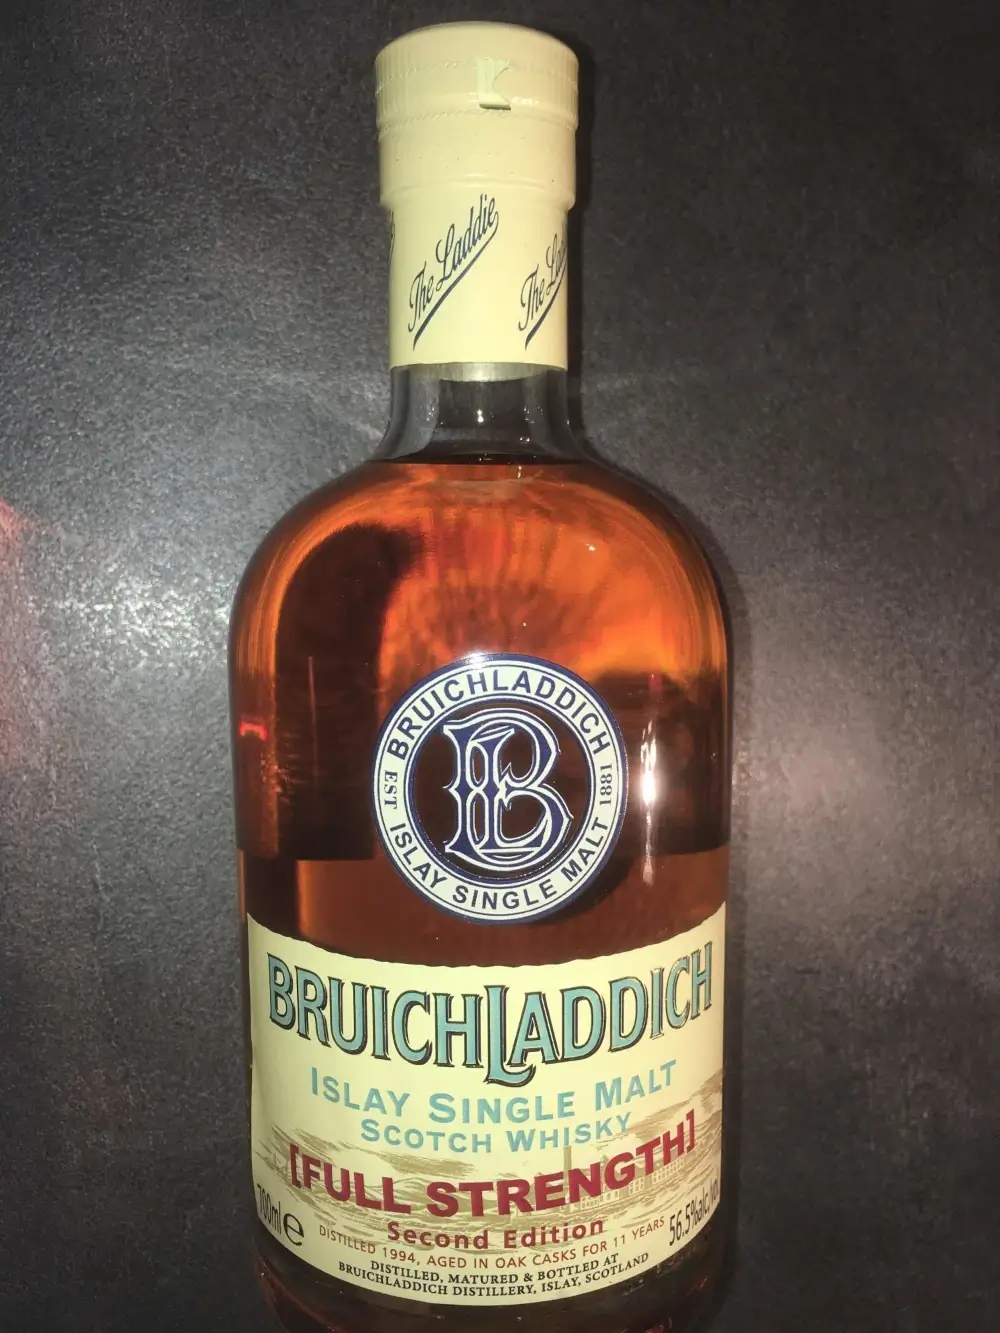 The Laddie
The
BRUICHLADDICH
EST 1881
BL
ISLAY SINGLE MALT
BRUICHLADDICH
ISLAY SINGLE MALT
SCOTCH WHISKY
[FULL STRENGTH]
Second Edition
700ml e 56.5%alc/vol
DISTILLED 1994, AGED IN OAK CASKS FOR 11 YEARS
DISTILLED, MATURED & BOTTLED AT
BRUICHLADDICH DISTILLERY, ISLAY, SCOTLAND